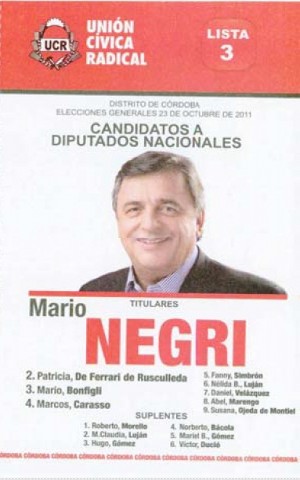 UCR
UNIÓN
CÍVICA
RADICAL
LISTA
3
DISTRITO DE CÓRDOBA
ELECCIONES GENERALES 23 DE OCTUBRE DE 2011
CANDIDATOS A
DIPUTADOS NACIONALES
TITULARES
Mario
NEGRI
2. Patricia, De Ferrari de Rusculleda
3. Mario, Bonfigli
4. Marcos, Carasso
5. Fanny, Simbrón
6. Nélida B., Luján
7. Daniel, Velázquez
8. Abel, Marengo
9. Susana, Ojeda de Montiel
SUPLENTES
1. Roberto, Morello
2. M.Claudia, Luján
3. Hugo, Gómez
4. Norberto, Bácola
5. Mariel B., Gómez
6. Víctor, Dució
CÓRDOBA CÓRDOBA CÓRDOBA CÓRDOBA CÓRDOBA CÓRDOBA CÓRDOBA CÓRDOBA CÓRDOBA CÓRDOBA